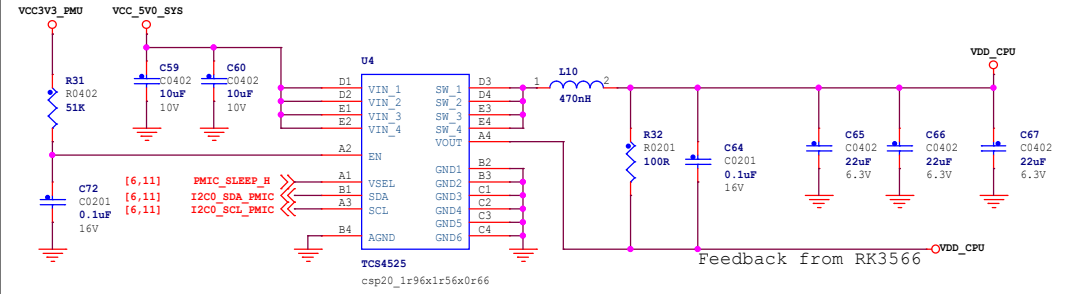 VCC3V3_PMU
VCC_5V0_SYS
R31
R0402
51K
C59
C0402
10uF
10V
C60
C0402
10uF
10V
C72
C0201
0.1uF
16V
[6,11] PMIC_SLEEP_H
[6,11] I2C0_SDA_PMIC
[6,11] I2C0_SCL_PMIC
U4
D1 VIN_1 SW_1 D3
D2 VIN_2 SW_2 D4
E1 VIN_3 SW_3 E3
E2 VIN_4 SW_4 E4
VOUT A4
A2 EN
GND1 B2
A1 VSEL GND2 B3
B1 SDA GND3 C1
A3 SCL GND4 C2
GND5 C3
B4 AGND GND6 C4
TCS4525
csp20_1r96x1r56x0r66
L10
1 2
470nH
R32
R0201
100R
C64
C0201
0.1uF
16V
VDD_CPU
C65
C0402
22uF
6.3V
C66
C0402
22uF
6.3V
C67
C0402
22uF
6.3V
VDD_CPU
Feedback from RK3566